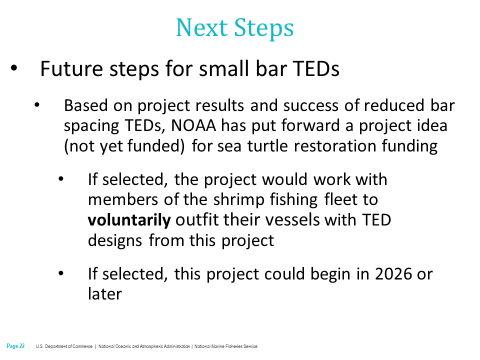 Next Steps
• Future steps for small bar TEDs
• Based on project results and success of reduced bar
spacing TEDs, NOAA has put forward a project idea
(not yet funded) for sea turtle restoration funding
• If selected, the project would work with
members of the shrimp fishing fleet to
voluntarily outfit their vessels with TED
designs from this project
• If selected, this project could begin in 2026 or
later
Page 22 U.S. Department of Commerce | National Oceanic and Atmospheric Administration | National Marine Fisheries Service